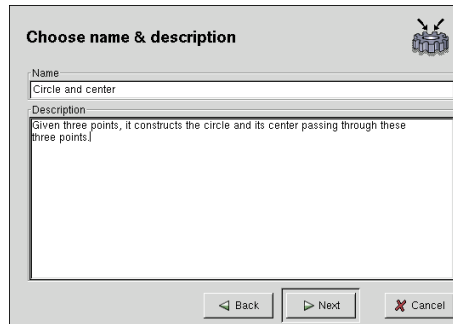 Choose name & description
Name
Circle and center
Description
Given three points, it constructs the circle and its center passing through these
three points.
Back
Next
Cancel